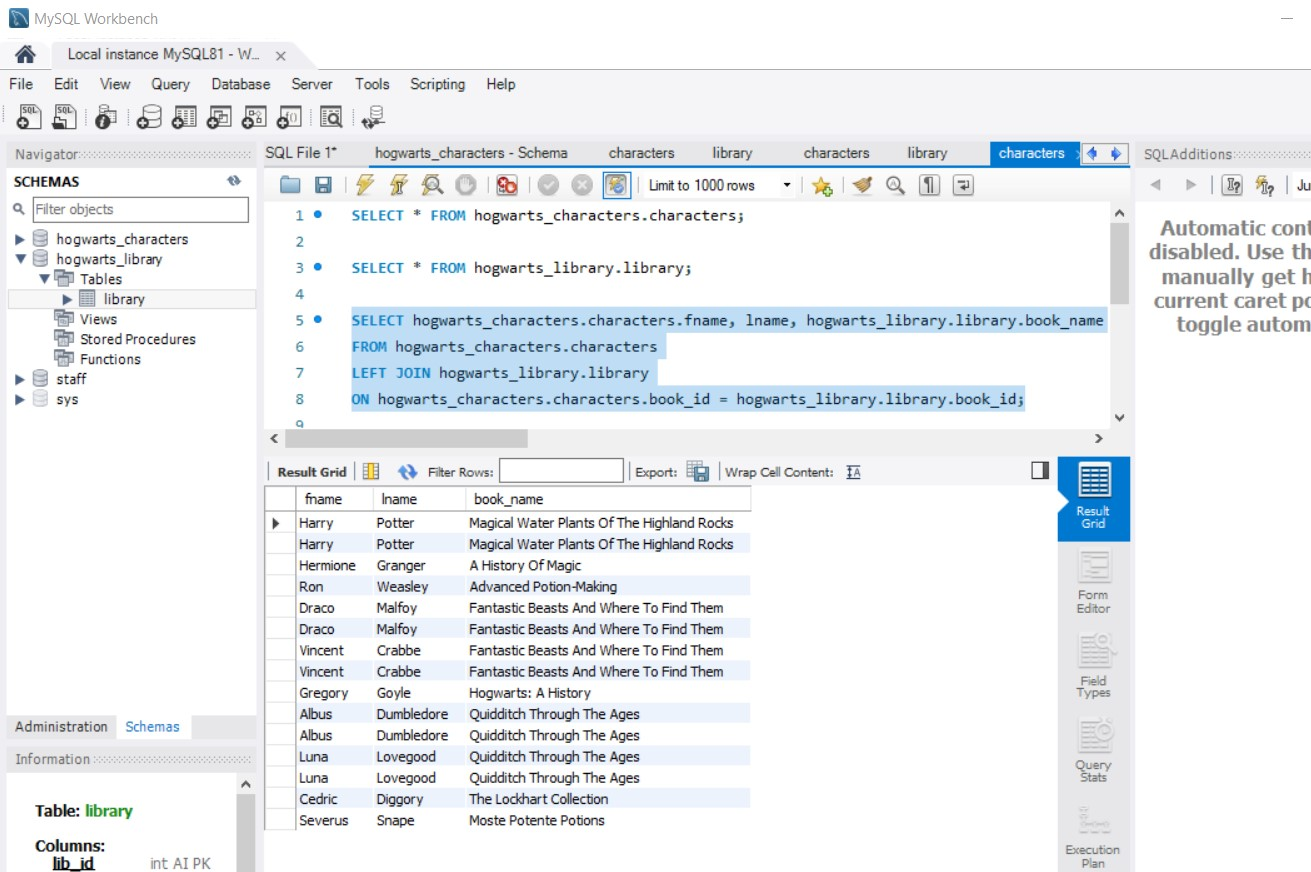 MySQL Workbench
Local instance MySQL81 - W... ×
File Edit View Query Database Server Tools Scripting Help
Navigator
SQL File 1* hogwarts_characters - Schema characters library characters library characters
SQLAdditions
SCHEMAS
Filter objects
Limit to 1000 rows
Ju
hogwarts_characters
hogwarts_library
Tables
library
Views
Stored Procedures
Functions
staff
sys
1 SELECT * FROM hogwarts_characters.characters;
2
3 SELECT * FROM hogwarts_library.library;
4
5 SELECT hogwarts_characters.characters.fname, lname, hogwarts_library.library.book_name
6 FROM hogwarts_characters.characters
7 LEFT JOIN hogwarts_library.library
8 ON hogwarts_characters.characters.book_id = hogwarts_library.library.book_id;
9
Automatic cont
disabled. Use th
manually get h
current caret po
toggle autom
Result Grid Filter Rows: Export: Wrap Cell Content:
fname lname book_name
Harry Potter Magical Water Plants Of The Highland Rocks
Harry Potter Magical Water Plants Of The Highland Rocks
Hermione Granger A History Of Magic
Ron Weasley Advanced Potion-Making
Draco Malfoy Fantastic Beasts And Where To Find Them
Draco Malfoy Fantastic Beasts And Where To Find Them
Vincent Crabbe Fantastic Beasts And Where To Find Them
Vincent Crabbe Fantastic Beasts And Where To Find Them
Gregory Goyle Hogwarts: A History
Albus Dumbledore Quidditch Through The Ages
Albus Dumbledore Quidditch Through The Ages
Luna Lovegood Quidditch Through The Ages
Luna Lovegood Quidditch Through The Ages
Cedric Diggory The Lockhart Collection
Severus Snape Moste Potente Potions
Result
Grid
Form
Editor
Field
Types
Query
Stats
Execution
Plan
Administration Schemas
Information
Table: library
Columns:
lib_id int AI PK